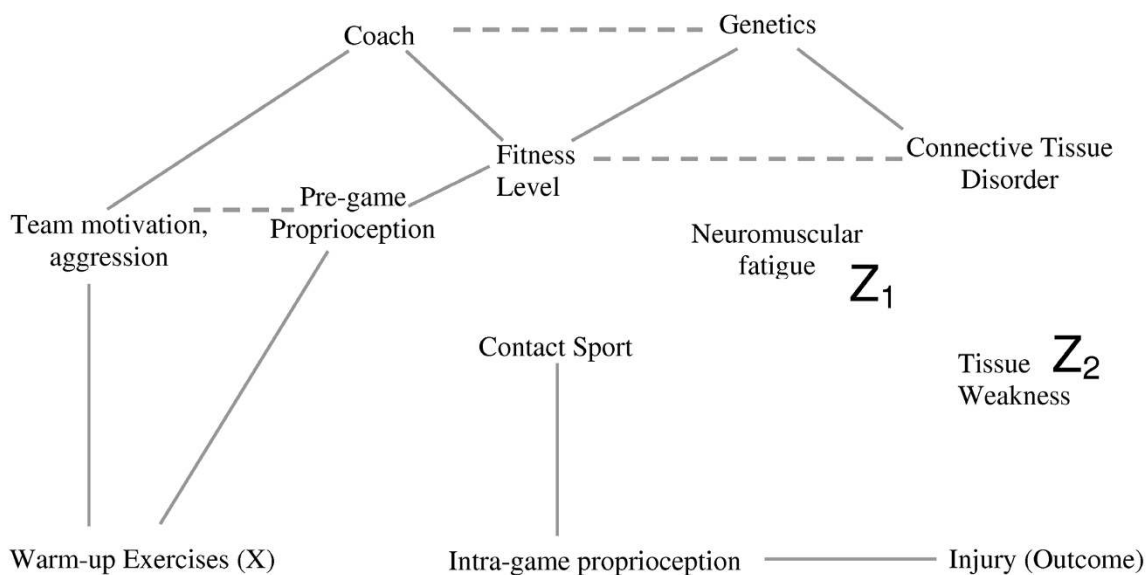 Coach
Genetics
Fitness
Level
Connective Tissue
Disorder
Pre-game
Proprioception
Team motivation,
aggression
Neuromuscular
fatigue
Z₁
Contact Sport
Tissue
Weakness
Z₂
Warm-up Exercises (X)
Intra-game proprioception
Injury (Outcome)